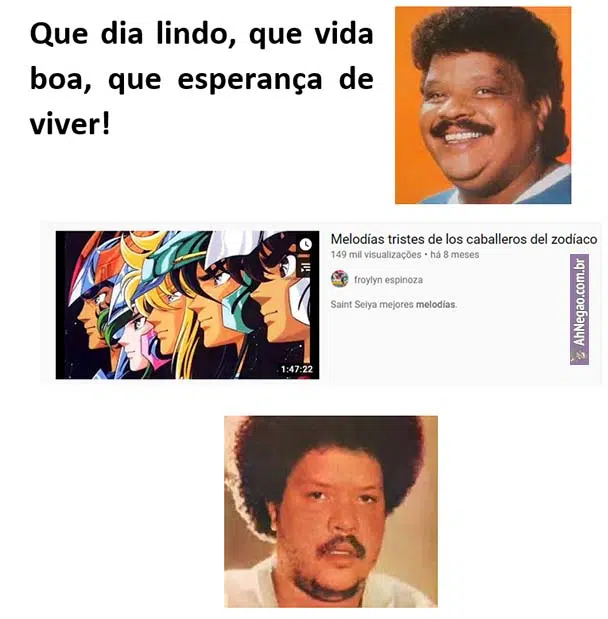 Que dia lindo, que vida
boa, que esperança de
viver!
Melodías tristes de los caballeros del zodíaco
149 mil visualizações • há 8 meses
froylyn espinoza
Saint Seiya mejores melodías.
1:47:22
AhNegao.com.br